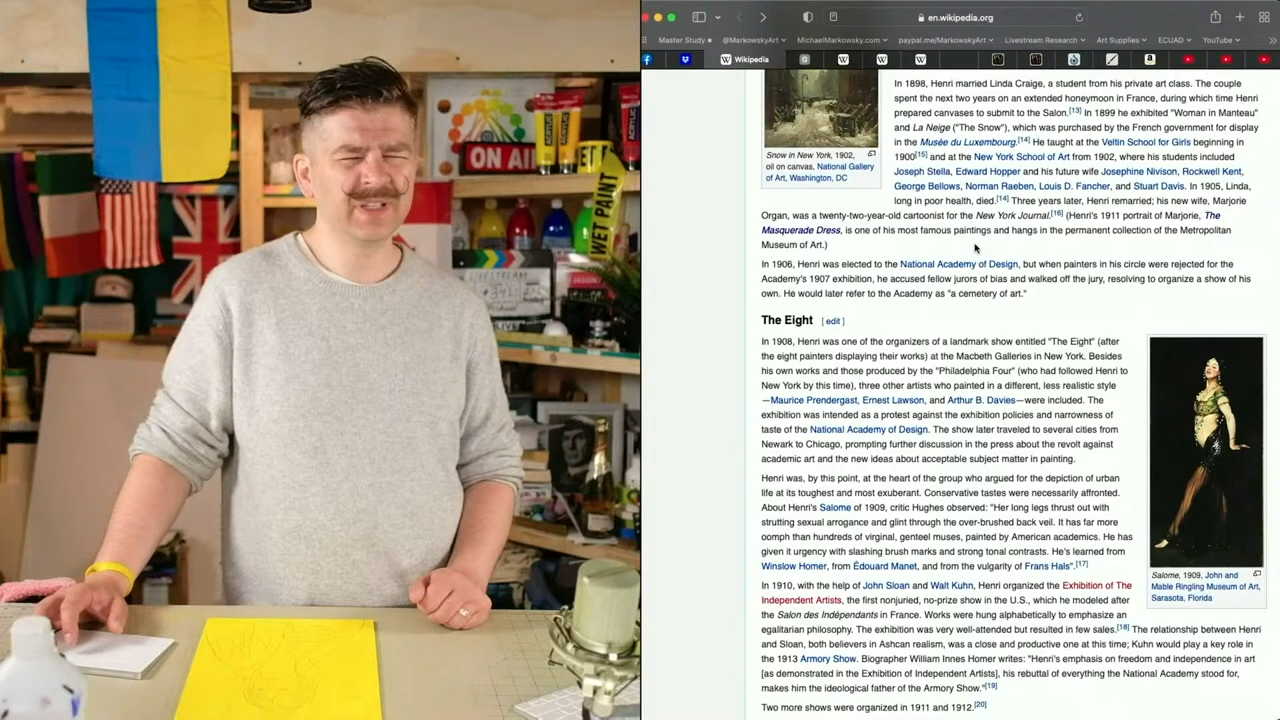 ACRYLIC
ACRYLIC
ON AIR
WET PAINT
LIVESTREAM
LIVE
en.wikipedia.org
Master Study
@MarkowskyArt
MichaelMarkowsky.com
paypal.me/MarkowskyArt
Livestream Research
Art Supplies
ECUAD
YouTube
Wikipedia
In 1898, Henri married Linda Craige, a student from his private art class. The couple
spent the next two years on an extended honeymoon in France, during which time Henri
prepared canvases to submit to the Salon.[13] In 1899 he exhibited "Woman in Manteau"
and La Neige ("The Snow"), which was purchased by the French government for display
in the Musée du Luxembourg.[14] He taught at the Veltin School for Girls beginning in
1900[15] and at the New York School of Art from 1902, where his students included
Joseph Stella, Edward Hopper and his future wife Josephine Nivison, Rockwell Kent,
George Bellows, Norman Raeben, Louis D. Fancher, and Stuart Davis. In 1905, Linda,
long in poor health, died.[14] Three years later, Henri remarried; his new wife, Marjorie
Organ, was a twenty-two-year-old cartoonist for the New York Journal.[16] (Henri's 1911 portrait of Marjorie, The
Masquerade Dress, is one of his most famous paintings and hangs in the permanent collection of the Metropolitan
Museum of Art.)
Snow in New York, 1902,
oil on canvas, National Gallery
of Art, Washington, DC
In 1906, Henri was elected to the National Academy of Design, but when painters in his circle were rejected for the
Academy's 1907 exhibition, he accused fellow jurors of bias and walked off the jury, resolving to organize a show of his
own. He would later refer to the Academy as "a cemetery of art."
The Eight [ edit ]
In 1908, Henri was one of the organizers of a landmark show entitled "The Eight" (after
the eight painters displaying their works) at the Macbeth Galleries in New York. Besides
his own works and those produced by the "Philadelphia Four" (who had followed Henri to
New York by this time), three other artists who painted in a different, less realistic style
—Maurice Prendergast, Ernest Lawson, and Arthur B. Davies—were included. The
exhibition was intended as a protest against the exhibition policies and narrowness of
taste of the National Academy of Design. The show later traveled to several cities from
Newark to Chicago, prompting further discussion in the press about the revolt against
academic art and the new ideas about acceptable subject matter in painting.
Henri was, by this point, at the heart of the group who argued for the depiction of urban
life at its toughest and most exuberant. Conservative tastes were necessarily affronted.
About Henri's Salome of 1909, critic Hughes observed: "Her long legs thrust out with
strutting sexual arrogance and glint through the over-brushed back veil. It has far more
oomph than hundreds of virginal, genteel muses, painted by American academics. He has
given it urgency with slashing brush marks and strong tonal contrasts. He's learned from
Winslow Homer, from Édouard Manet, and from the vulgarity of Frans Hals".[17]
In 1910, with the help of John Sloan and Walt Kuhn, Henri organized the Exhibition of The
Independent Artists, the first nonjuried, no-prize show in the U.S., which he modeled after
the Salon des Indépendants in France. Works were hung alphabetically to emphasize an
egalitarian philosophy. The exhibition was very well-attended but resulted in few sales.[18] The relationship between Henri
and Sloan, both believers in Ashcan realism, was a close and productive one at this time; Kuhn would play a key role in
the 1913 Armory Show. Biographer William Innes Homer writes: "Henri's emphasis on freedom and independence in art
[as demonstrated in the Exhibition of Independent Artists], his rebuttal of everything the National Academy stood for,
makes him the ideological father of the Armory Show."[19]
Two more shows were organized in 1911 and 1912.[20]
Salome, 1909, John and
Mable Ringling Museum of Art,
Sarasota, Florida